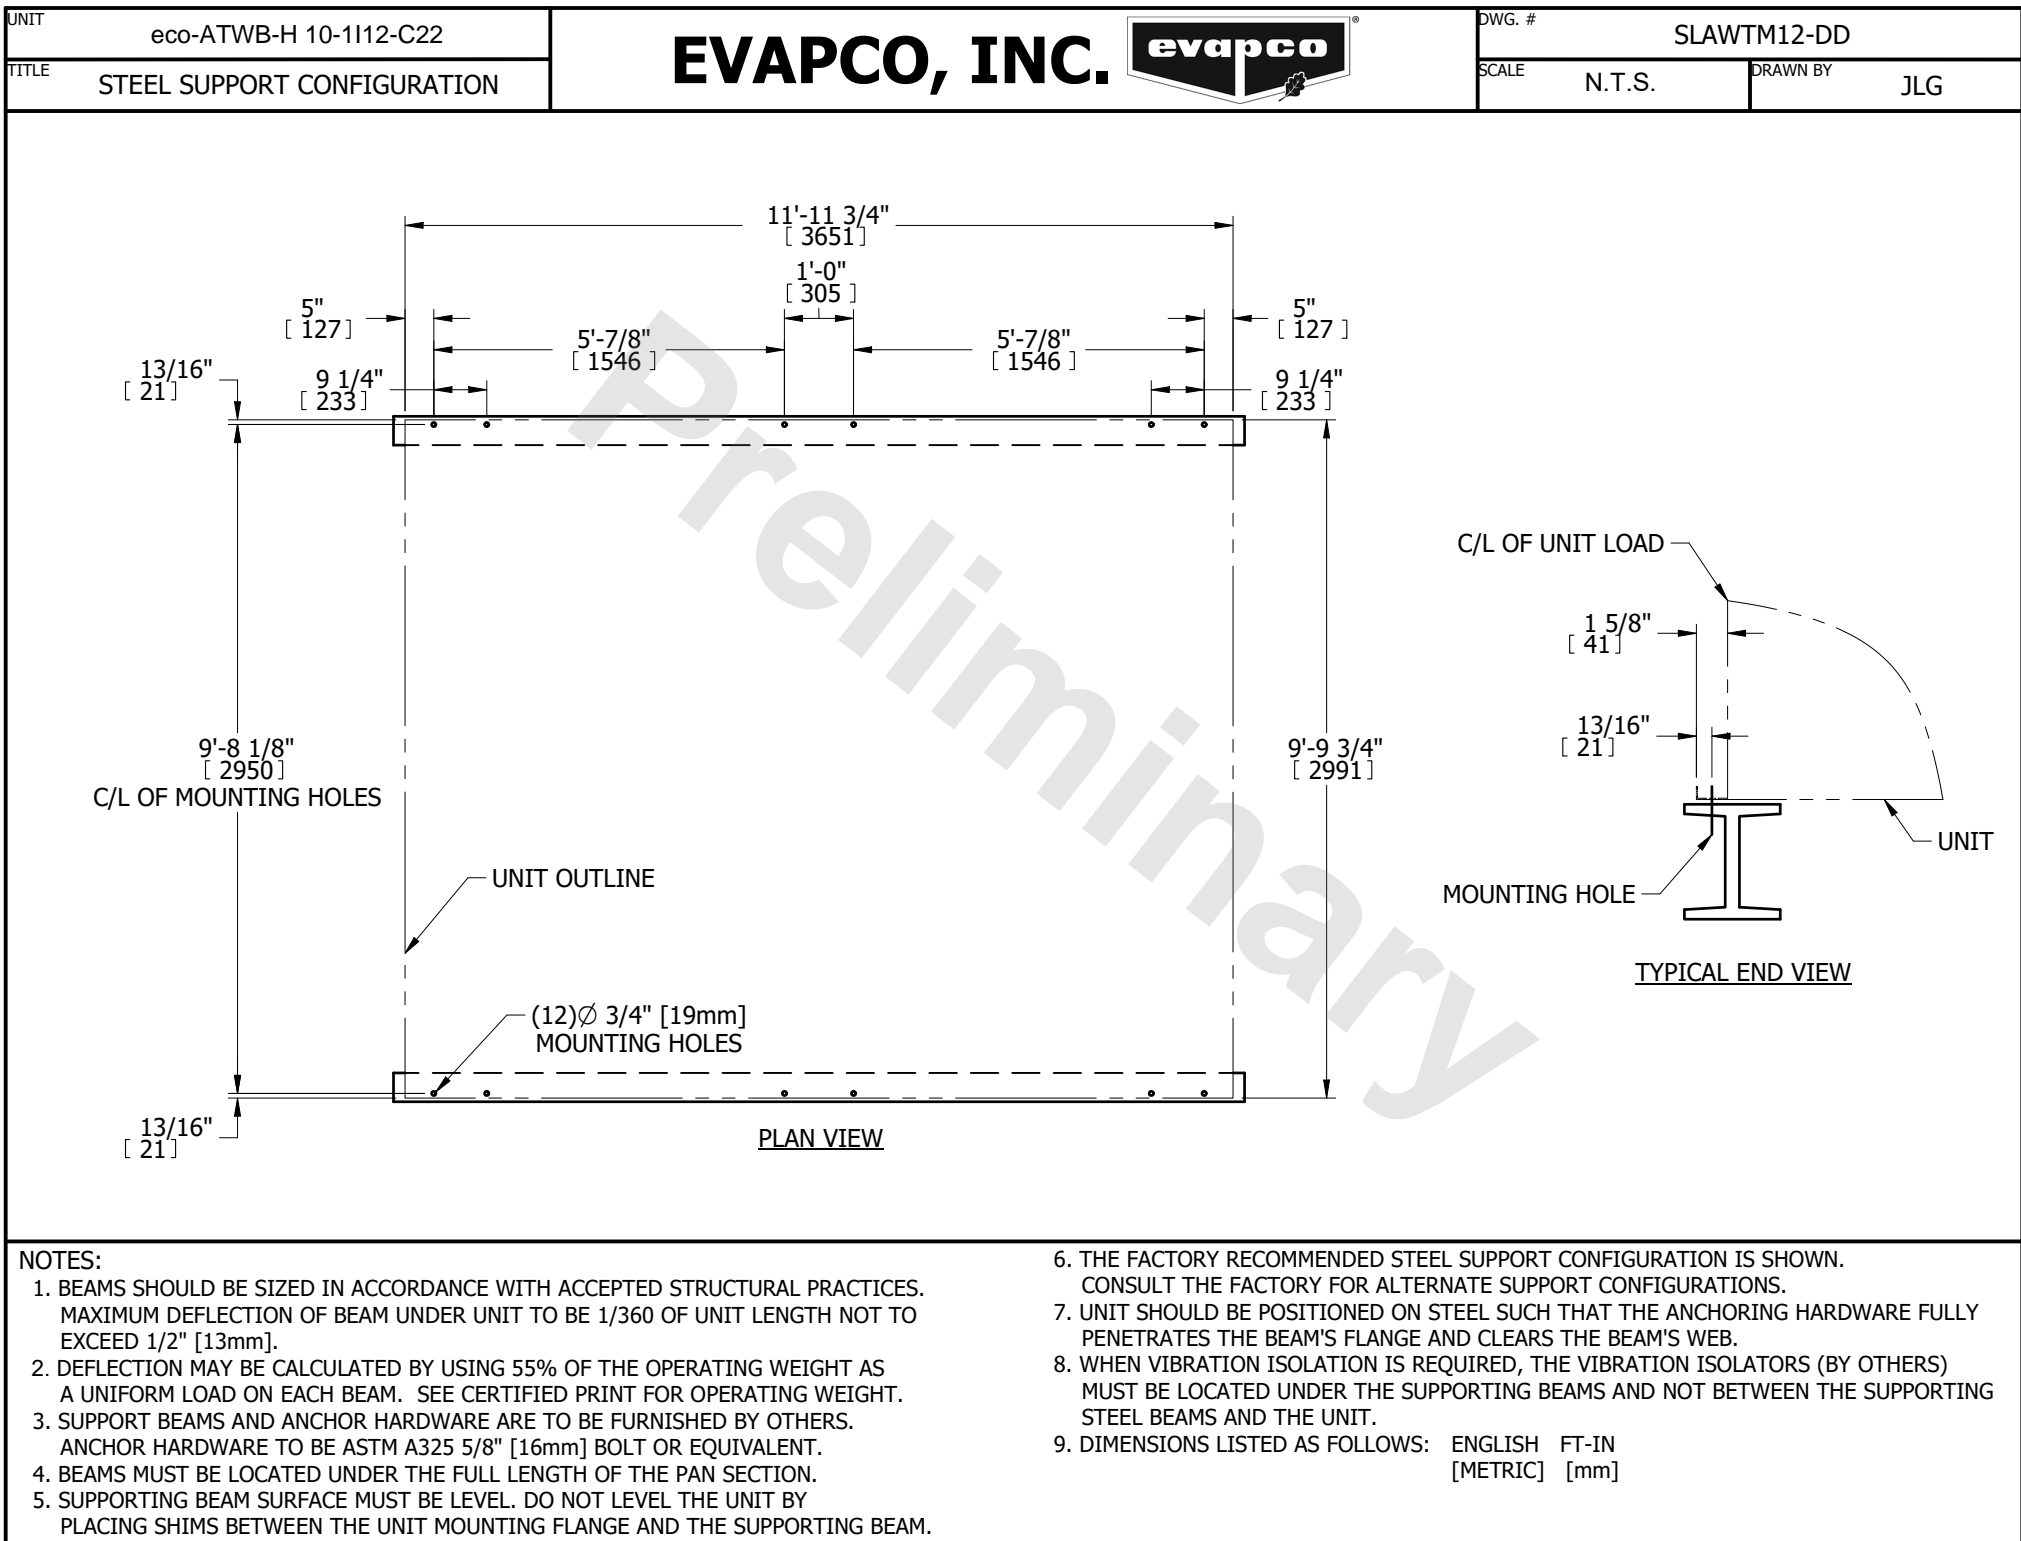 UNIT
eco-ATWB-H 10-1I12-C22
TITLE
STEEL SUPPORT CONFIGURATION
EVAPCO, INC.
evapco
®
DWG. #
SLAWTM12-DD
SCALE
N.T.S.
DRAWN BY
JLG
11'-11 3/4"
[ 3651 ]
1'-0"
[ 305 ]
5"
[ 127 ]
5"
[ 127 ]
5'-7/8"
[ 1546 ]
5'-7/8"
[ 1546 ]
13/16"
[ 21 ]
9 1/4"
[ 233 ]
9 1/4"
[ 233 ]
Preliminary
C/L OF UNIT LOAD
1 5/8"
[ 41 ]
13/16"
[ 21 ]
9'-8 1/8"
[ 2950 ]
C/L OF MOUNTING HOLES
9'-9 3/4"
[ 2991 ]
UNIT
UNIT OUTLINE
MOUNTING HOLE
TYPICAL END VIEW
(12)∅ 3/4" [19mm]
MOUNTING HOLES
13/16"
[ 21 ]
PLAN VIEW
NOTES:
1. BEAMS SHOULD BE SIZED IN ACCORDANCE WITH ACCEPTED STRUCTURAL PRACTICES.
MAXIMUM DEFLECTION OF BEAM UNDER UNIT TO BE 1/360 OF UNIT LENGTH NOT TO
EXCEED 1/2" [13mm].
2. DEFLECTION MAY BE CALCULATED BY USING 55% OF THE OPERATING WEIGHT AS
A UNIFORM LOAD ON EACH BEAM. SEE CERTIFIED PRINT FOR OPERATING WEIGHT.
3. SUPPORT BEAMS AND ANCHOR HARDWARE ARE TO BE FURNISHED BY OTHERS.
ANCHOR HARDWARE TO BE ASTM A325 5/8" [16mm] BOLT OR EQUIVALENT.
4. BEAMS MUST BE LOCATED UNDER THE FULL LENGTH OF THE PAN SECTION.
5. SUPPORTING BEAM SURFACE MUST BE LEVEL. DO NOT LEVEL THE UNIT BY
PLACING SHIMS BETWEEN THE UNIT MOUNTING FLANGE AND THE SUPPORTING BEAM.
6. THE FACTORY RECOMMENDED STEEL SUPPORT CONFIGURATION IS SHOWN.
CONSULT THE FACTORY FOR ALTERNATE SUPPORT CONFIGURATIONS.
7. UNIT SHOULD BE POSITIONED ON STEEL SUCH THAT THE ANCHORING HARDWARE FULLY
PENETRATES THE BEAM'S FLANGE AND CLEARS THE BEAM'S WEB.
8. WHEN VIBRATION ISOLATION IS REQUIRED, THE VIBRATION ISOLATORS (BY OTHERS)
MUST BE LOCATED UNDER THE SUPPORTING BEAMS AND NOT BETWEEN THE SUPPORTING
STEEL BEAMS AND THE UNIT.
9. DIMENSIONS LISTED AS FOLLOWS: ENGLISH FT-IN
[METRIC] [mm]